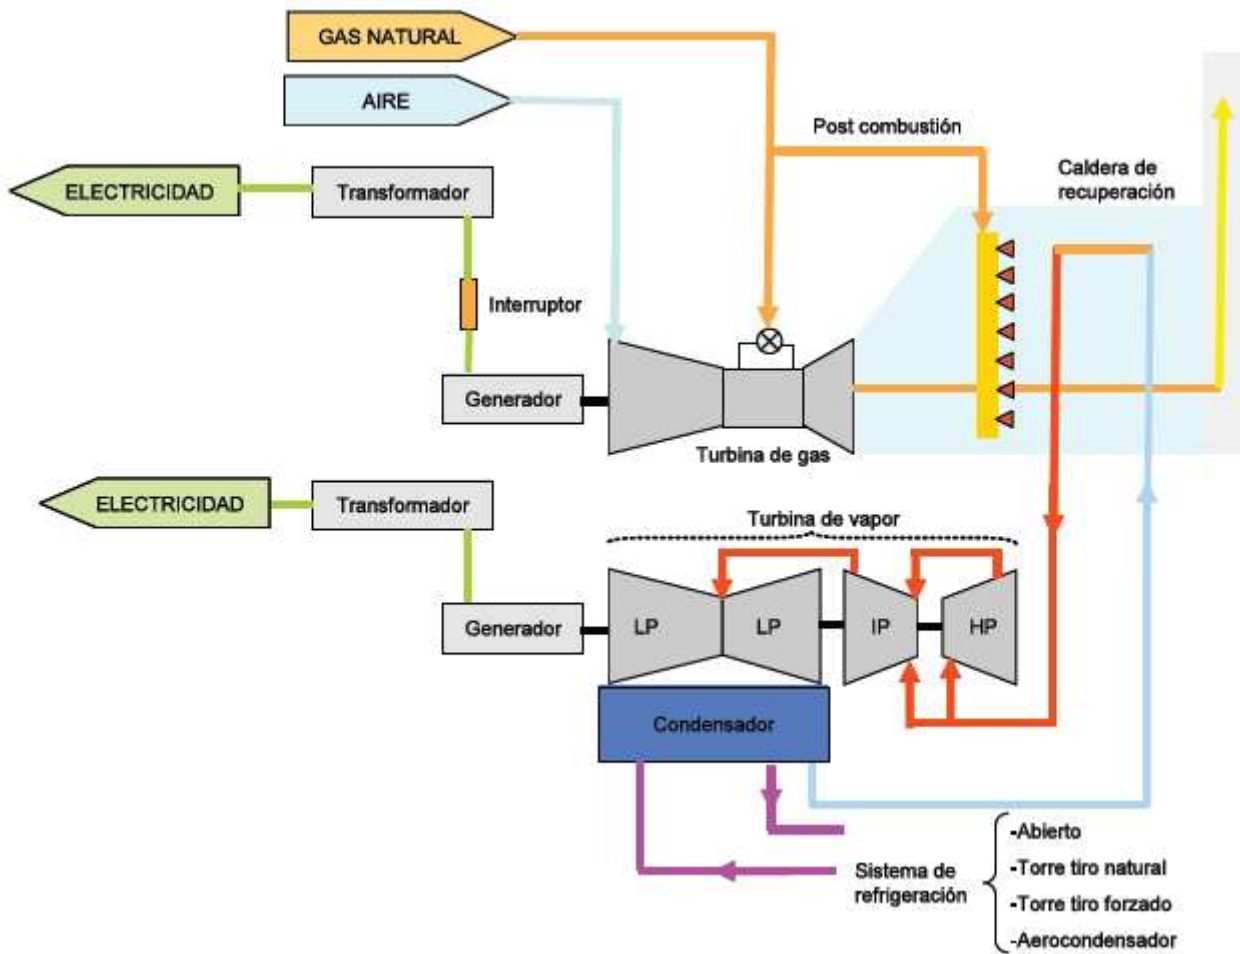 GAS NATURAL
AIRE
Post combustión
Caldera de
recuperación
ELECTRICIDAD
Transformador
Interruptor
Generador
Turbina de gas
ELECTRICIDAD
Transformador
Turbina de vapor
Generador
LP
LP
IP
HP
Condensador
Sistema de
refrigeración
-Abierto
-Torre tiro natural
-Torre tiro forzado
-Aerocondensador